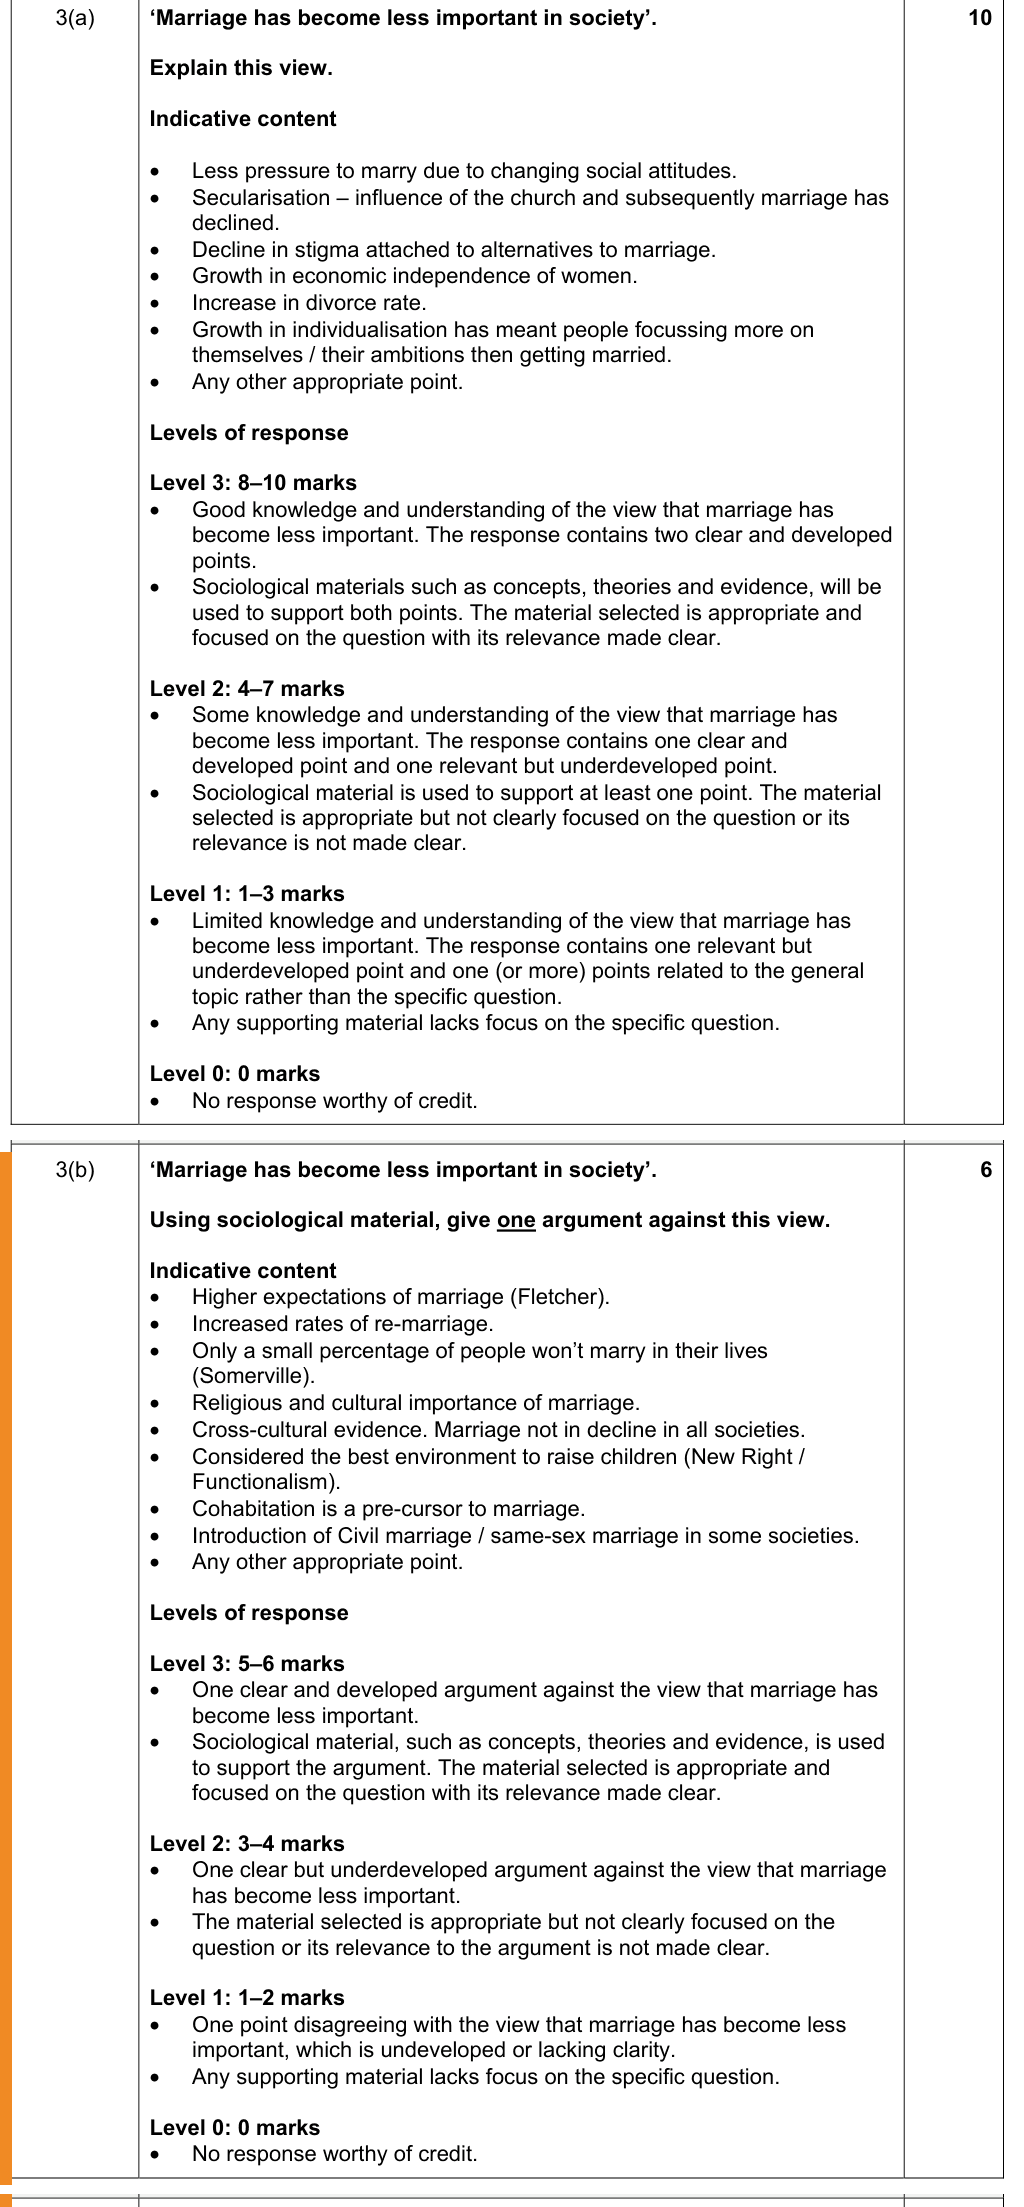 3(a) ‘Marriage has become less important in society’. 10
Explain this view.
Indicative content
• Less pressure to marry due to changing social attitudes.
• Secularisation – influence of the church and subsequently marriage has
declined.
• Decline in stigma attached to alternatives to marriage.
• Growth in economic independence of women.
• Increase in divorce rate.
• Growth in individualisation has meant people focussing more on
themselves / their ambitions then getting married.
• Any other appropriate point.
Levels of response
Level 3: 8–10 marks
• Good knowledge and understanding of the view that marriage has
become less important. The response contains two clear and developed
points.
• Sociological materials such as concepts, theories and evidence, will be
used to support both points. The material selected is appropriate and
focused on the question with its relevance made clear.
Level 2: 4–7 marks
• Some knowledge and understanding of the view that marriage has
become less important. The response contains one clear and
developed point and one relevant but underdeveloped point.
• Sociological material is used to support at least one point. The material
selected is appropriate but not clearly focused on the question or its
relevance is not made clear.
Level 1: 1–3 marks
• Limited knowledge and understanding of the view that marriage has
become less important. The response contains one relevant but
underdeveloped point and one (or more) points related to the general
topic rather than the specific question.
• Any supporting material lacks focus on the specific question.
Level 0: 0 marks
• No response worthy of credit.
3(b) ‘Marriage has become less important in society’. 6
Using sociological material, give one argument against this view.
Indicative content
• Higher expectations of marriage (Fletcher).
• Increased rates of re-marriage.
• Only a small percentage of people won’t marry in their lives
(Somerville).
• Religious and cultural importance of marriage.
• Cross-cultural evidence. Marriage not in decline in all societies.
• Considered the best environment to raise children (New Right /
Functionalism).
• Cohabitation is a pre-cursor to marriage.
• Introduction of Civil marriage / same-sex marriage in some societies.
• Any other appropriate point.
Levels of response
Level 3: 5–6 marks
• One clear and developed argument against the view that marriage has
become less important.
• Sociological material, such as concepts, theories and evidence, is used
to support the argument. The material selected is appropriate and
focused on the question with its relevance made clear.
Level 2: 3–4 marks
• One clear but underdeveloped argument against the view that marriage
has become less important.
• The material selected is appropriate but not clearly focused on the
question or its relevance to the argument is not made clear.
Level 1: 1–2 marks
• One point disagreeing with the view that marriage has become less
important, which is undeveloped or lacking clarity.
• Any supporting material lacks focus on the specific question.
Level 0: 0 marks
• No response worthy of credit.